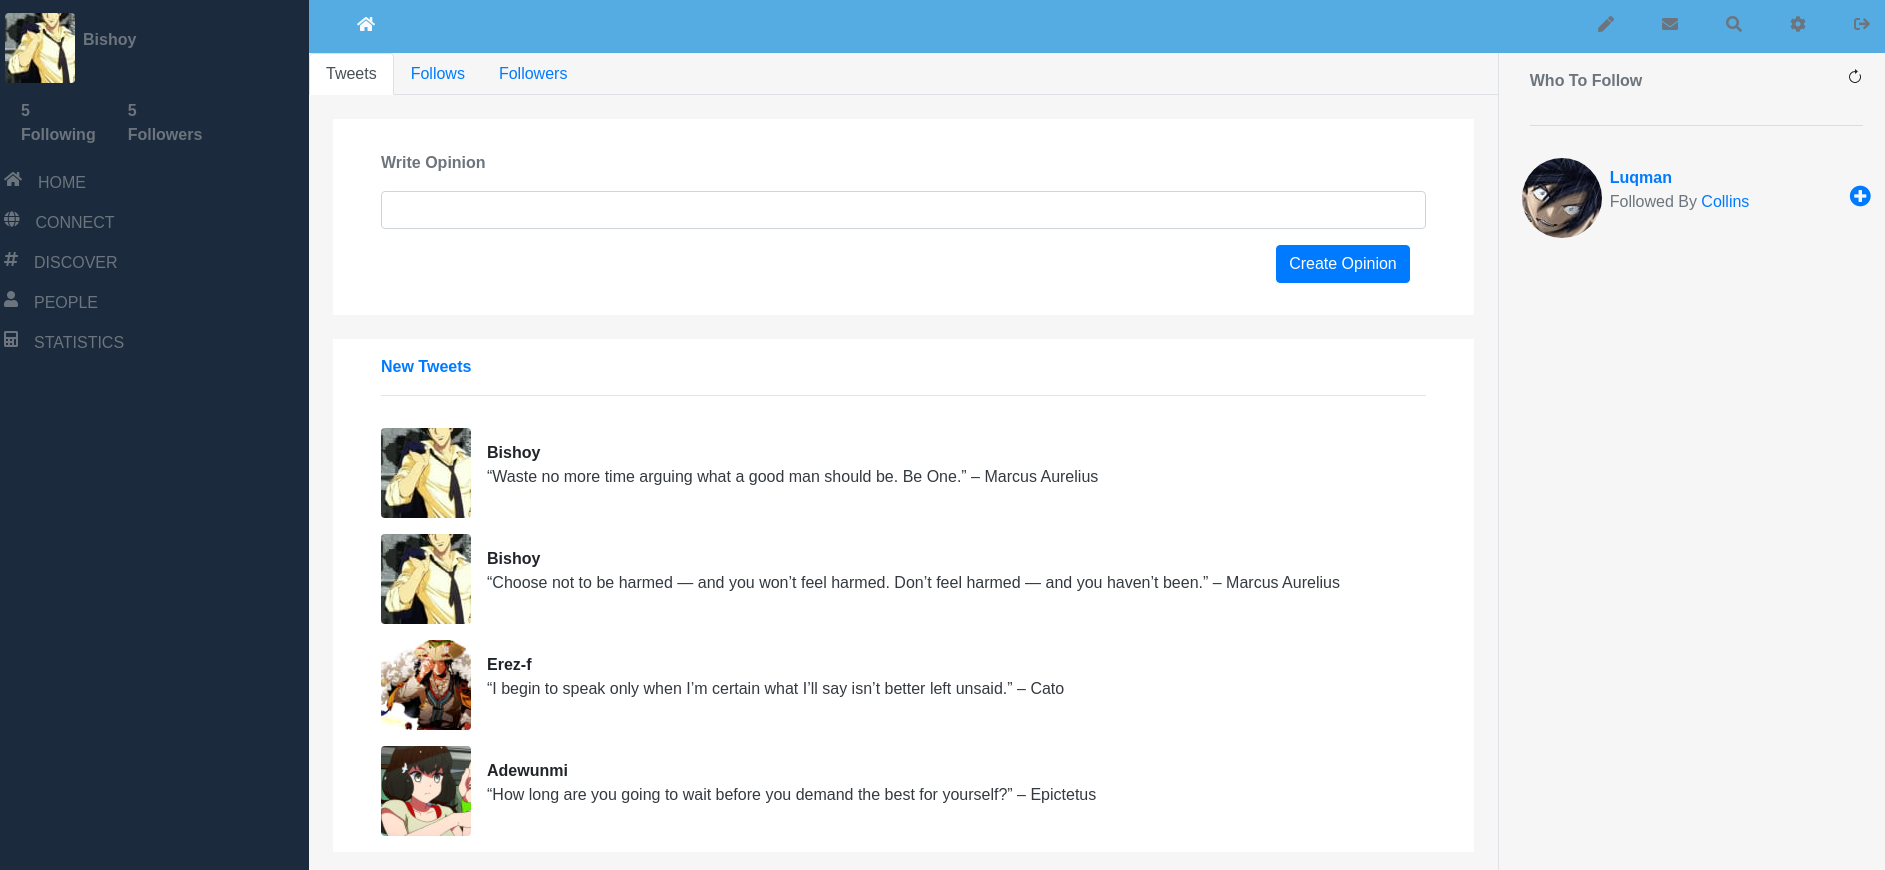 Bishoy
5
Following
5
Followers
HOME
CONNECT
DISCOVER
PEOPLE
STATISTICS
Tweets
Follows
Followers
Write Opinion
Create Opinion
New Tweets
Bishoy
“Waste no more time arguing what a good man should be. Be One.” – Marcus Aurelius
Bishoy
“Choose not to be harmed — and you won’t feel harmed. Don’t feel harmed — and you haven’t been.” – Marcus Aurelius
Erez-f
“I begin to speak only when I’m certain what I’ll say isn’t better left unsaid.” – Cato
Adewunmi
“How long are you going to wait before you demand the best for yourself?” – Epictetus
Who To Follow
Luqman
Followed By Collins